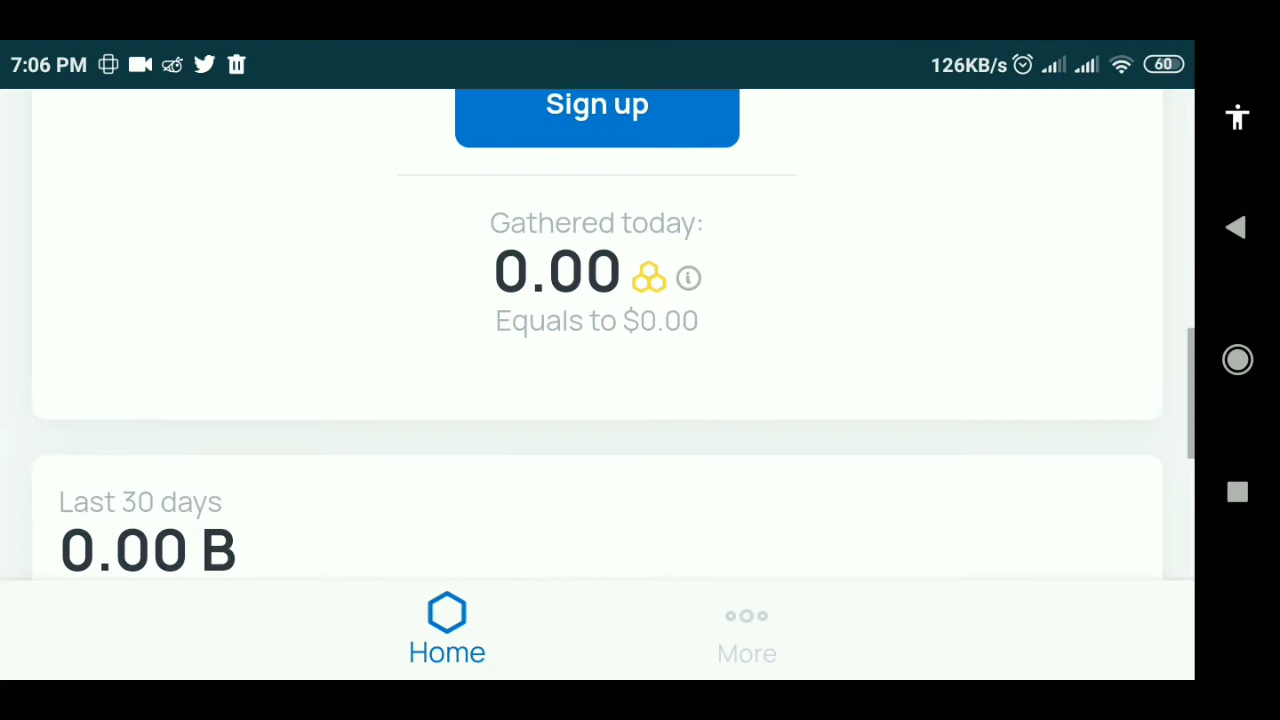 7:06 PM 126KB/s 60
Sign up
Gathered today:
0.00
Equals to $0.00
Last 30 days
0.00 B
Home More